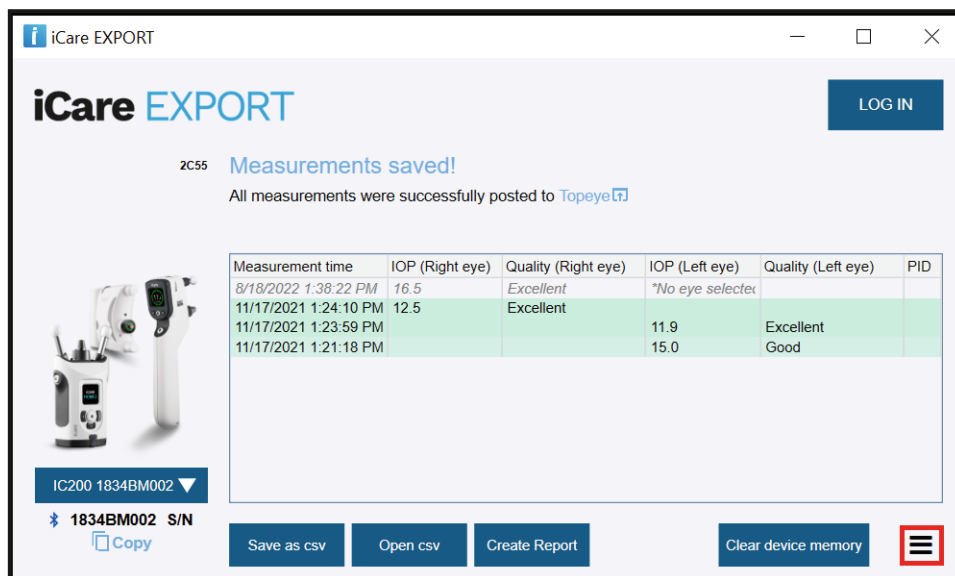 iCare EXPORT
iCare EXPORT
LOG IN
2C55
Measurements saved!
All measurements were successfully posted to Topeye
Measurement time IOP (Right eye) Quality (Right eye) IOP (Left eye) Quality (Left eye) PID
8/18/2022 1:38:22 PM 16.5 Excellent *No eye selected
11/17/2021 1:24:10 PM 12.5 Excellent
11/17/2021 1:23:59 PM 11.9 Excellent
11/17/2021 1:21:18 PM 15.0 Good
IC200 1834BM002
1834BM002 S/N
Copy
Save as csv Open csv Create Report Clear device memory